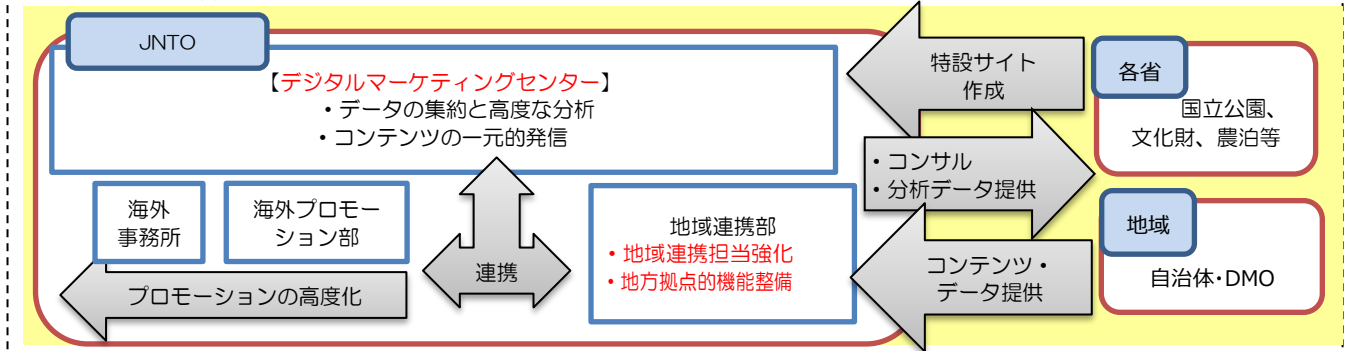 JNTO
【デジタルマーケティングセンター】
・データの集約と高度な分析
・コンテンツの一元的発信
海外
事務所
海外プロモー
ション部
プロモーションの高度化
連携
地域連携部
・地域連携担当強化
・地方拠点的機能整備
特設サイト
作成
・コンサル
・分析データ提供
コンテンツ・
データ提供
各省
国立公園、
文化財、農泊等
地域
自治体・DMO